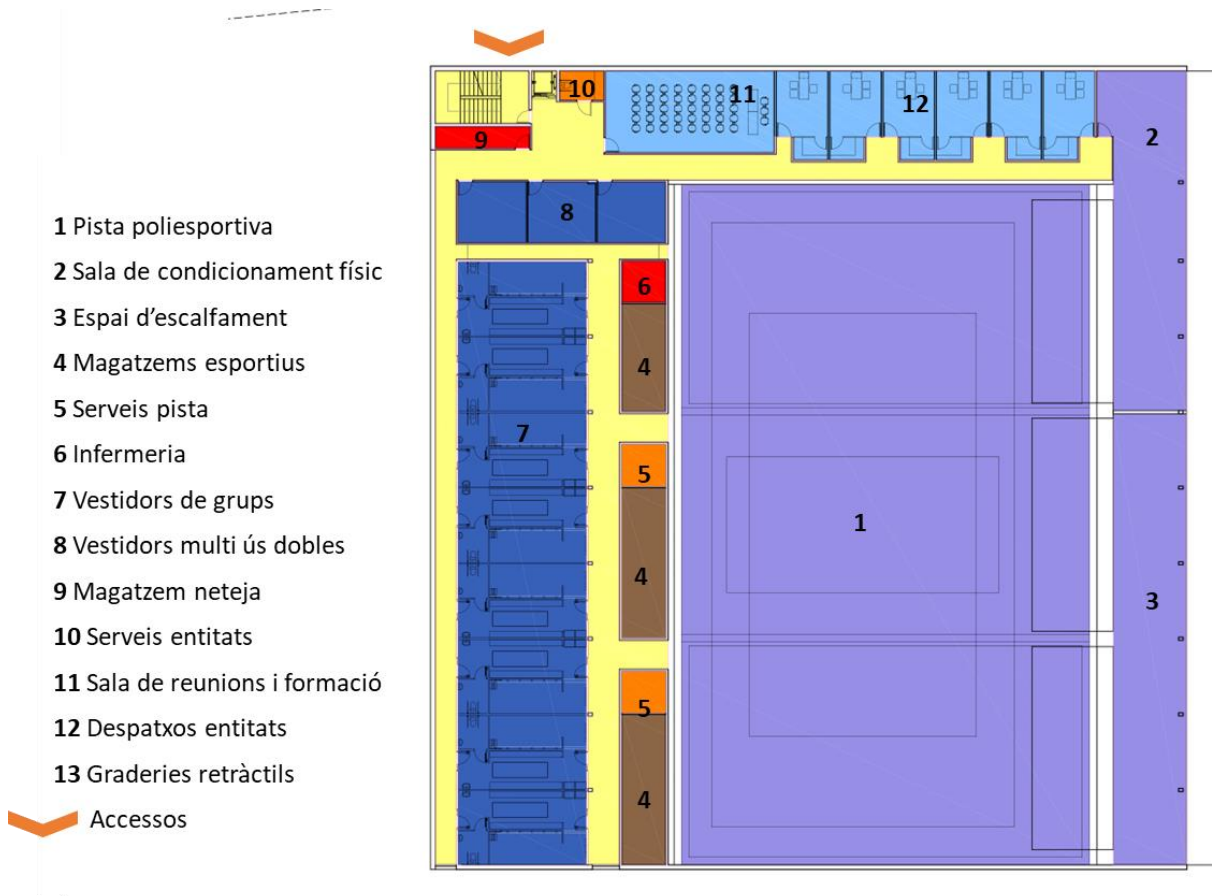 1 Pista poliesportiva
2 Sala de condicionament físic
3 Espai d’escalfament
4 Magatzems esportius
5 Serveis pista
6 Infermeria
7 Vestidors de grups
8 Vestidors multi ús dobles
9 Magatzem neteja
10 Serveis entitats
11 Sala de reunions i formació
12 Despatxos entitats
13 Graderies retràctils
Accessos
10
11
12
9
2
8
6
4
7
5
1
4
3
5
4